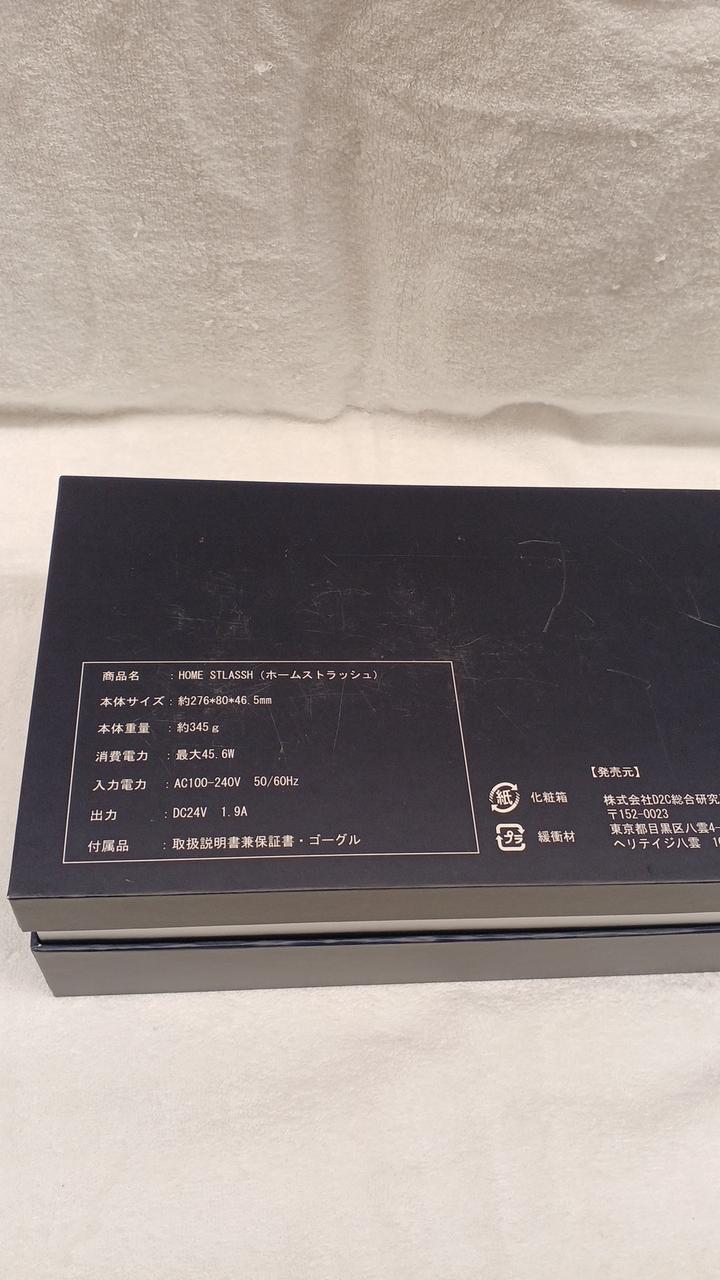 商品名　：HOME STLASSH（ホームストラッシュ）
本体サイズ：約276*80*46.5mm
本体重量　：約345ｇ
消費電力　：最大45.6W
入力電力　：AC100-240V　50/60Hz
出力　：DC24V　1.9A
付属品　：取扱説明書兼保証書・ゴーグル
紙　化粧箱
プラ　緩衝材
【発売元】
株式会社D2C総合研究
〒152-0023
東京都目黒区八雲4-
ヘリテイジ八雲